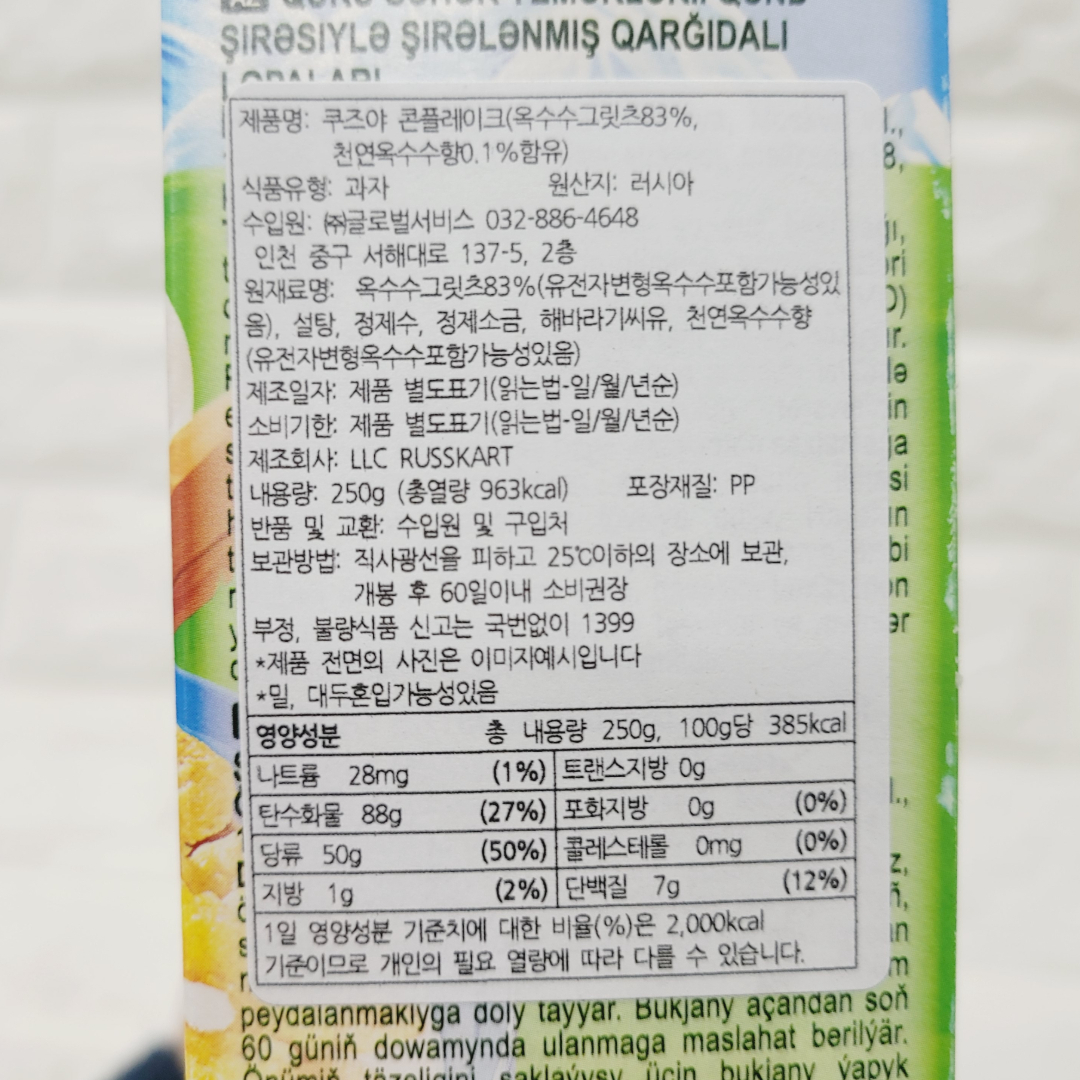 ŞİRƏSİYLƏ ŞİRƏLƏNMİŞ QARĞIDALI
제품명: 쿠즈야 콘플레이크(옥수수그릿츠83%,
천연옥수수향0.1%함유)
식품유형: 과자 원산지: 러시아
수입원: ㈜글로벌서비스 032-886-4648
인천 중구 서해대로 137-5, 2층
원재료명: 옥수수그릿츠83%(유전자변형옥수수포함가능성있
음), 설탕, 정제수, 정제소금, 해바라기씨유, 천연옥수수향
(유전자변형옥수수포함가능성있음)
제조일자: 제품 별도표기(읽는법-일/월/년순)
소비기한: 제품 별도표기(읽는법-일/월/년순)
제조회사: LLC RUSSKART
내용량: 250g (총열량 963kcal) 포장재질: PP
반품 및 교환: 수입원 및 구입처
보관방법: 직사광선을 피하고 25℃이하의 장소에 보관,
개봉 후 60일이내 소비권장
부정, 불량식품 신고는 국번없이 1399
*제품 전면의 사진은 이미지예시입니다
*밀, 대두혼입가능성있음
영양성분 총 내용량 250g, 100g당 385kcal
나트륨 28mg (1%) 트랜스지방 0g
탄수화물 88g (27%) 포화지방 0g (0%)
당류 50g (50%) 콜레스테롤 0mg (0%)
지방 1g (2%) 단백질 7g (12%)
1일 영양성분 기준치에 대한 비율(%)은 2,000kcal
기준이므로 개인의 필요 열량에 따라 다를 수 있습니다.
peýdalanmaklyga doly taýýar. Bukjany açandan soň
60 günüň dowamynda ulanmaga maslahat berilýär.
Önümiň täzeligini saklaýyşy üçin bukjany ýapyk